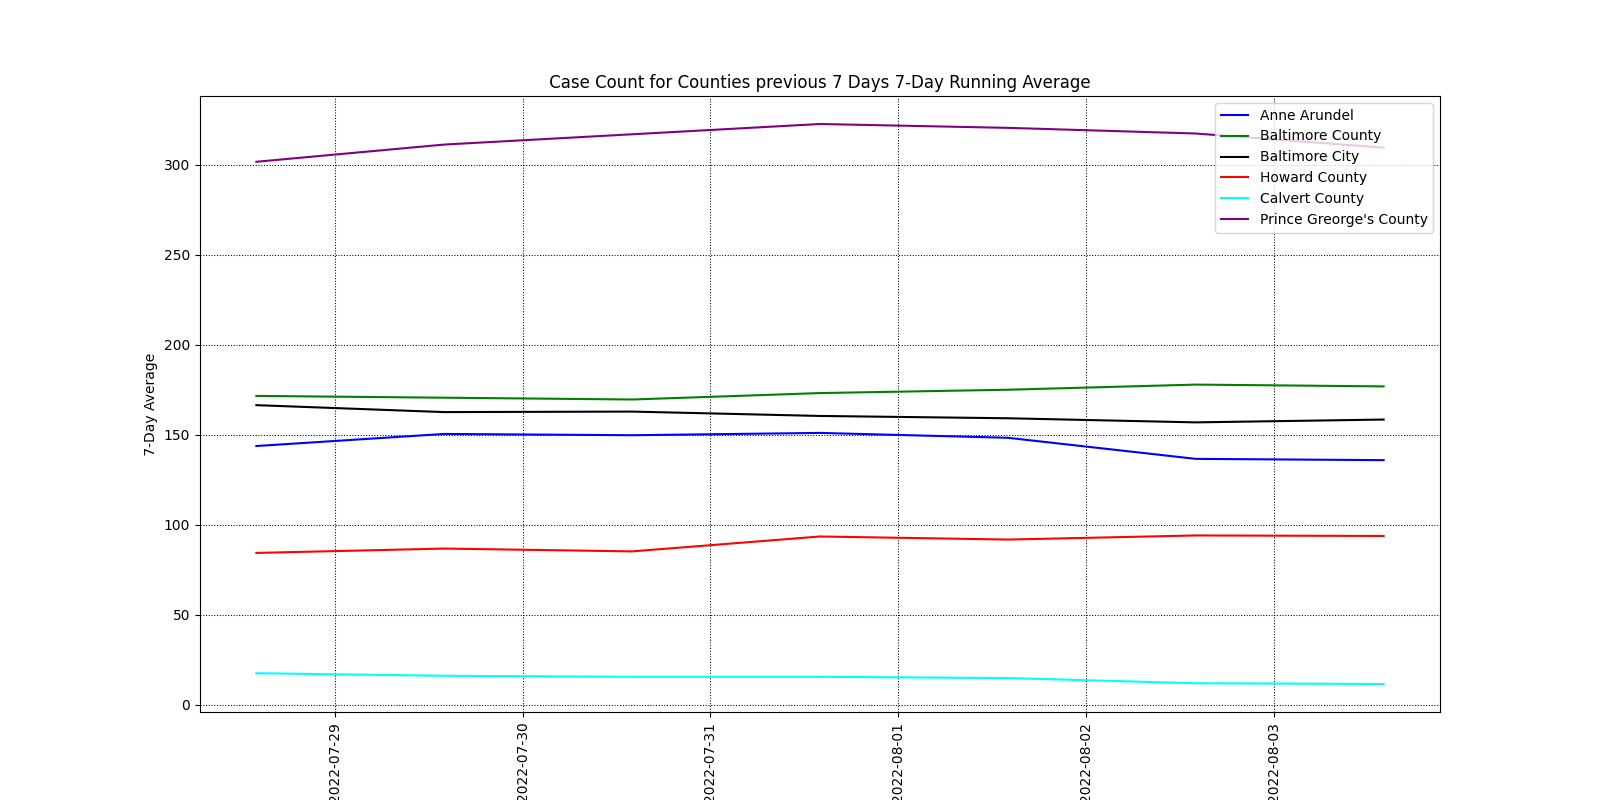 Case Count for Counties previous 7 Days 7-Day Running Average
Anne Arundel
Baltimore County
Baltimore City
Howard County
Calvert County
Prince Greorge's County
7-Day Average
300
250
200
150
100
50
0
2022-07-29
2022-07-30
2022-07-31
2022-08-01
2022-08-02
2022-08-03